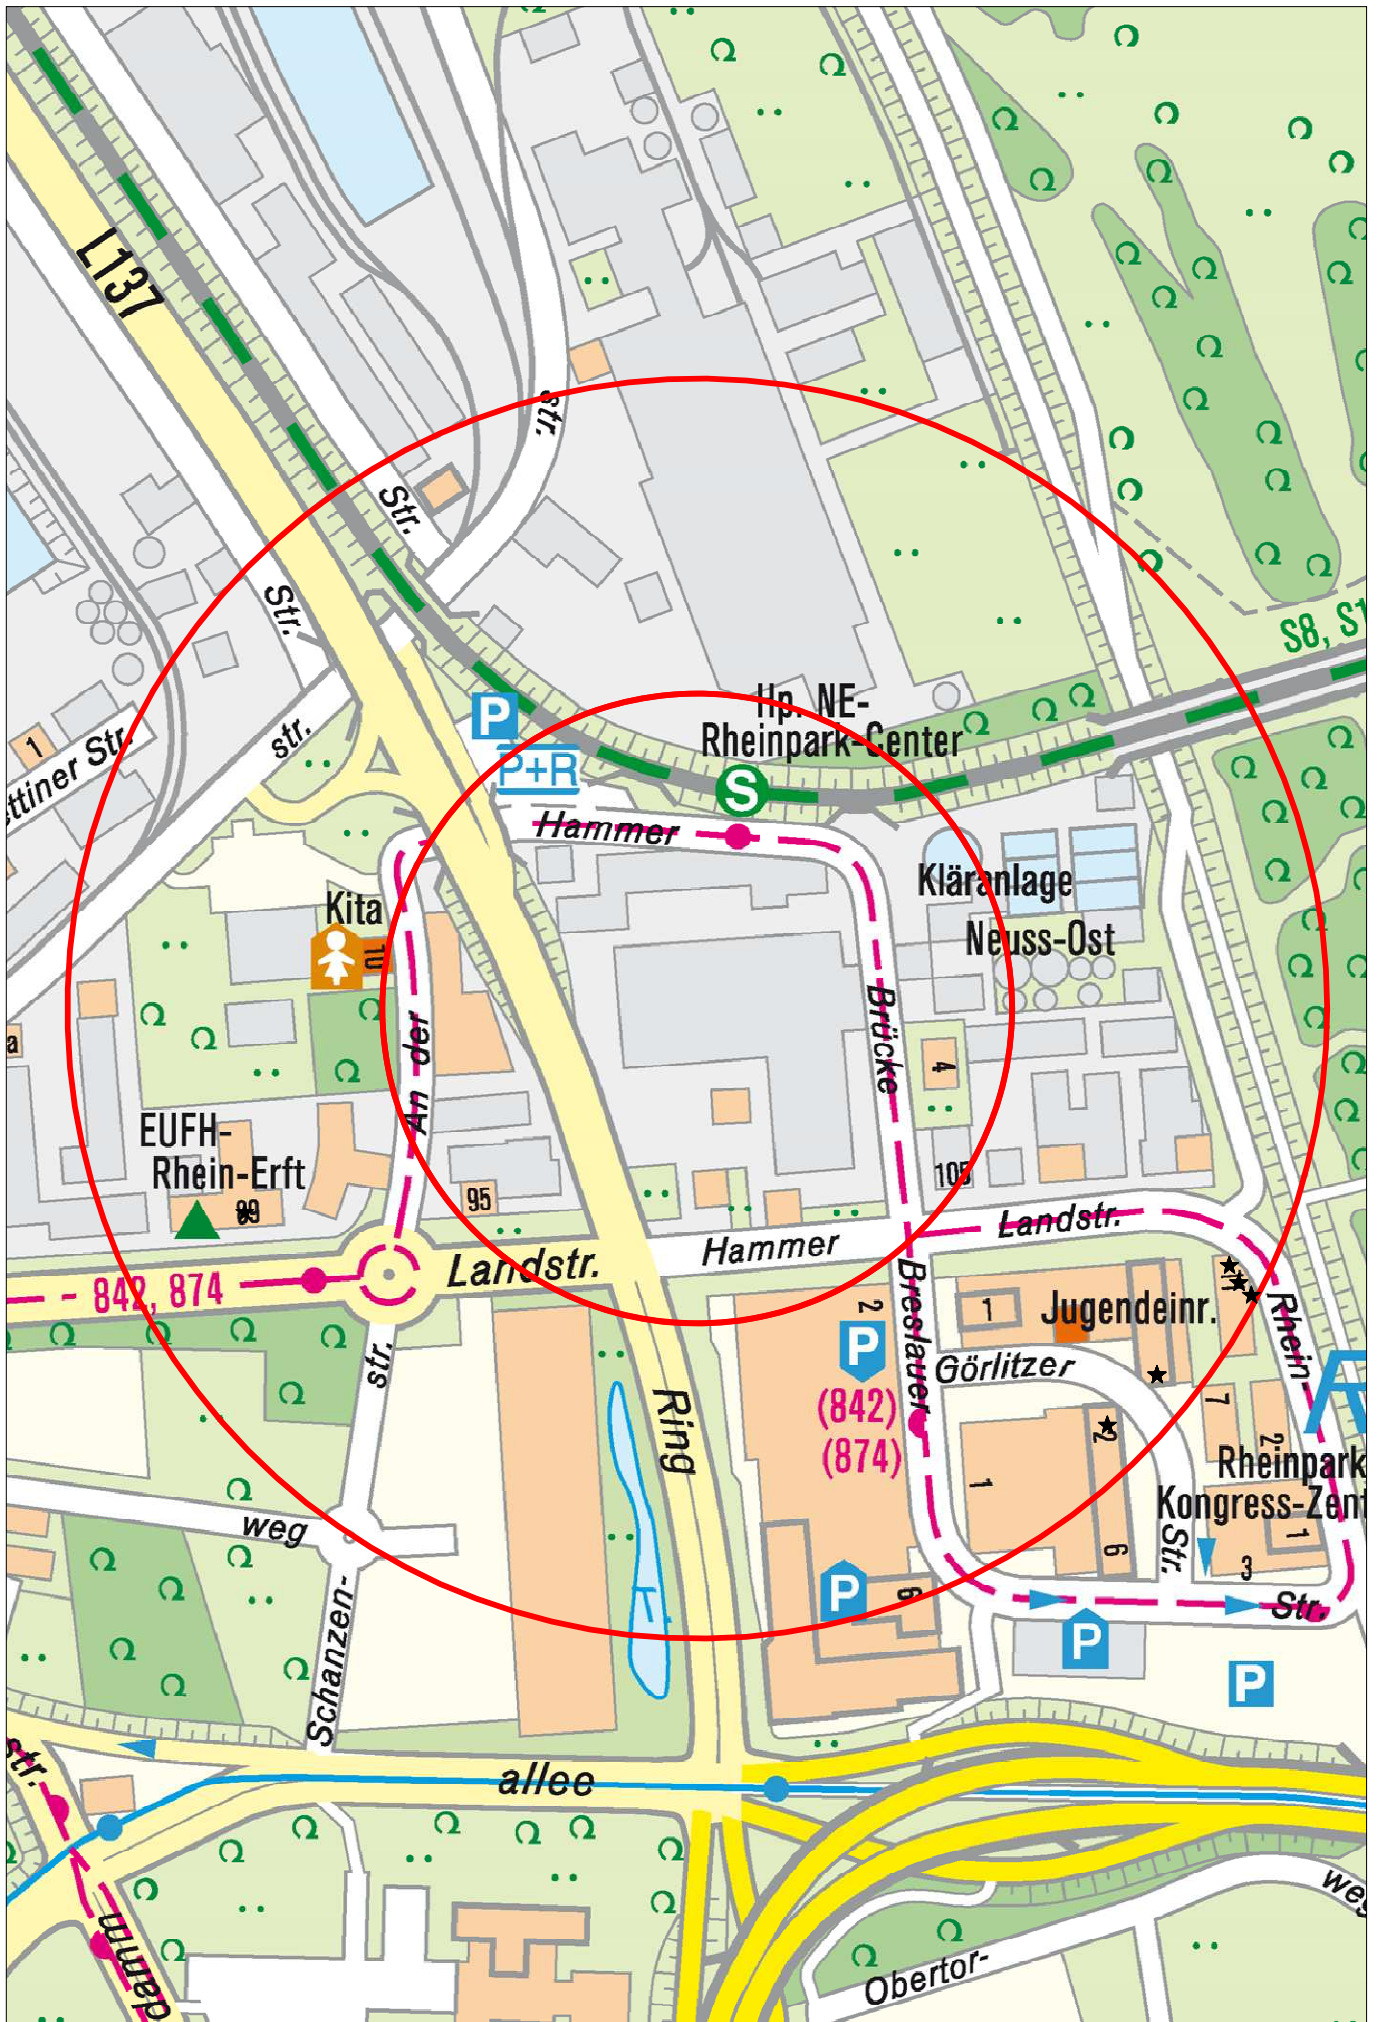 L137
str.
Str.
Str.
S8, S1
Hp. NE-
Rheinpark-Center
P
P+R
S
1
ettiner Str.
str.
Hammer
Kläranlage
Neuss-Ost
Kita
10
An der
Brücke
4
a
EUFH-
Rhein-Erft
99
95
105
Landstr.
Hammer
Landstr.
- 842, 874
2
P
(842)
(874)
Breslauer
1
Jugendeinr.
Rhein-
Görlitzer
str.
Ring
7
2
2
1
Rheinpark
Kongress-Zent
1
weg
6
Str.
3
P
6
Str.
P
P
Schanzen-
str.
allee
damm
weg
Obertor-